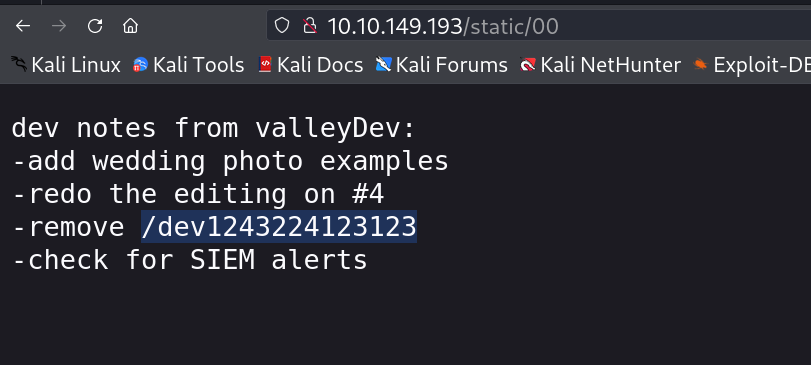 10.10.149.193/static/00
Kali Linux Kali Tools Kali Docs Kali Forums Kali NetHunter Exploit-DB
dev notes from valleyDev:
-add wedding photo examples
-redo the editing on #4
-remove /dev1243224123123
-check for SIEM alerts